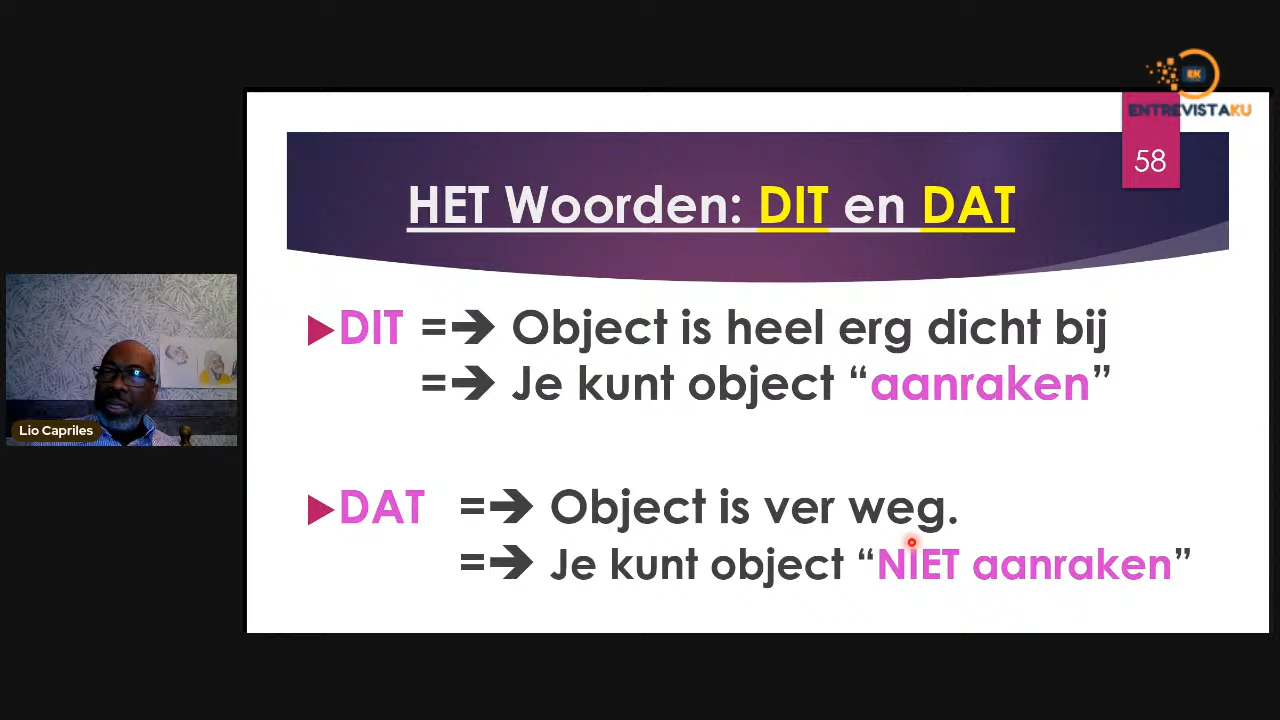 EK
ENTREVISTAKU
58
HET Woorden: DIT en DAT
DIT =➔ Object is heel erg dicht bij
=➔ Je kunt object “aanraken”
DAT =➔ Object is ver weg.
=➔ Je kunt object “NIET aanraken”
Lio Capriles